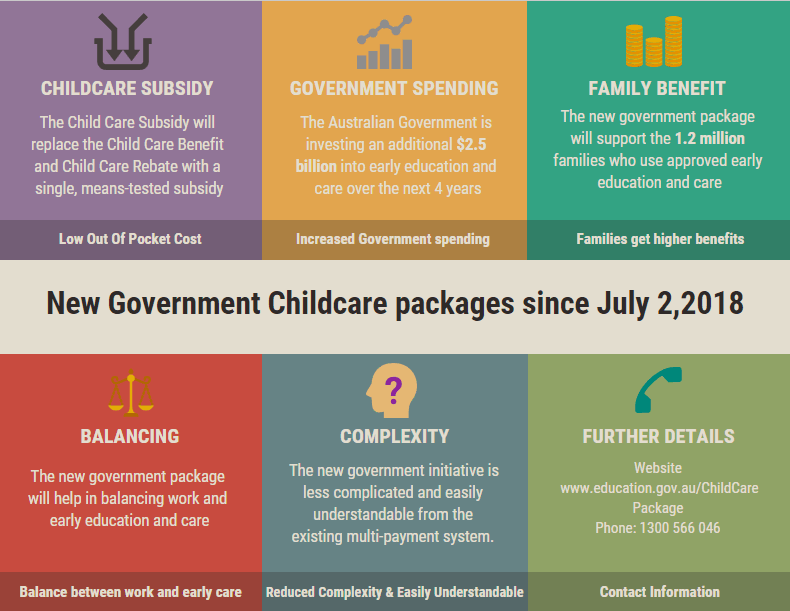 CHILDCARE SUBSIDY
The Child Care Subsidy will
replace the Child Care Benefit
and Child Care Rebate with a
single, means-tested subsidy
Low Out Of Pocket Cost
GOVERNMENT SPENDING
The Australian Government is
investing an additional $2.5
billion into early education and
care over the next 4 years
Increased Government spending
FAMILY BENEFIT
The new government package
will support the 1.2 million
families who use approved early
education and care
Families get higher benefits
New Government Childcare packages since July 2,2018
BALANCING
The new government package
will help in balancing work and
early education and care
Balance between work and early care
?
COMPLEXITY
The new government initiative is
less complicated and easily
understandable from the
existing multi-payment system.
Reduced Complexity & Easily Understandable
FURTHER DETAILS
Website
www.education.gov.au/ChildCare
Package
Phone: 1300 566 046
Contact Information